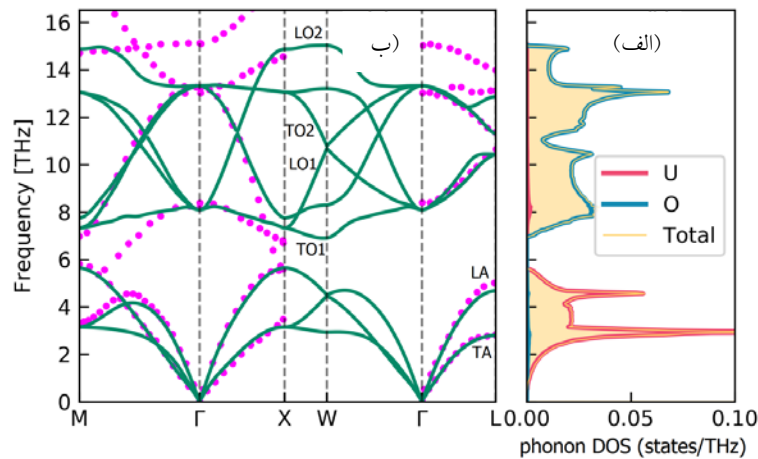 16
14
12
10
8
6
4
2
0
Frequency [THz]
M
Γ
X
W
Γ
L
LO2
(ب
TO2
LO1
TO1
LA
TA
(الف)
U
O
Total
0.00
0.05
0.10
phonon DOS (states/THz)